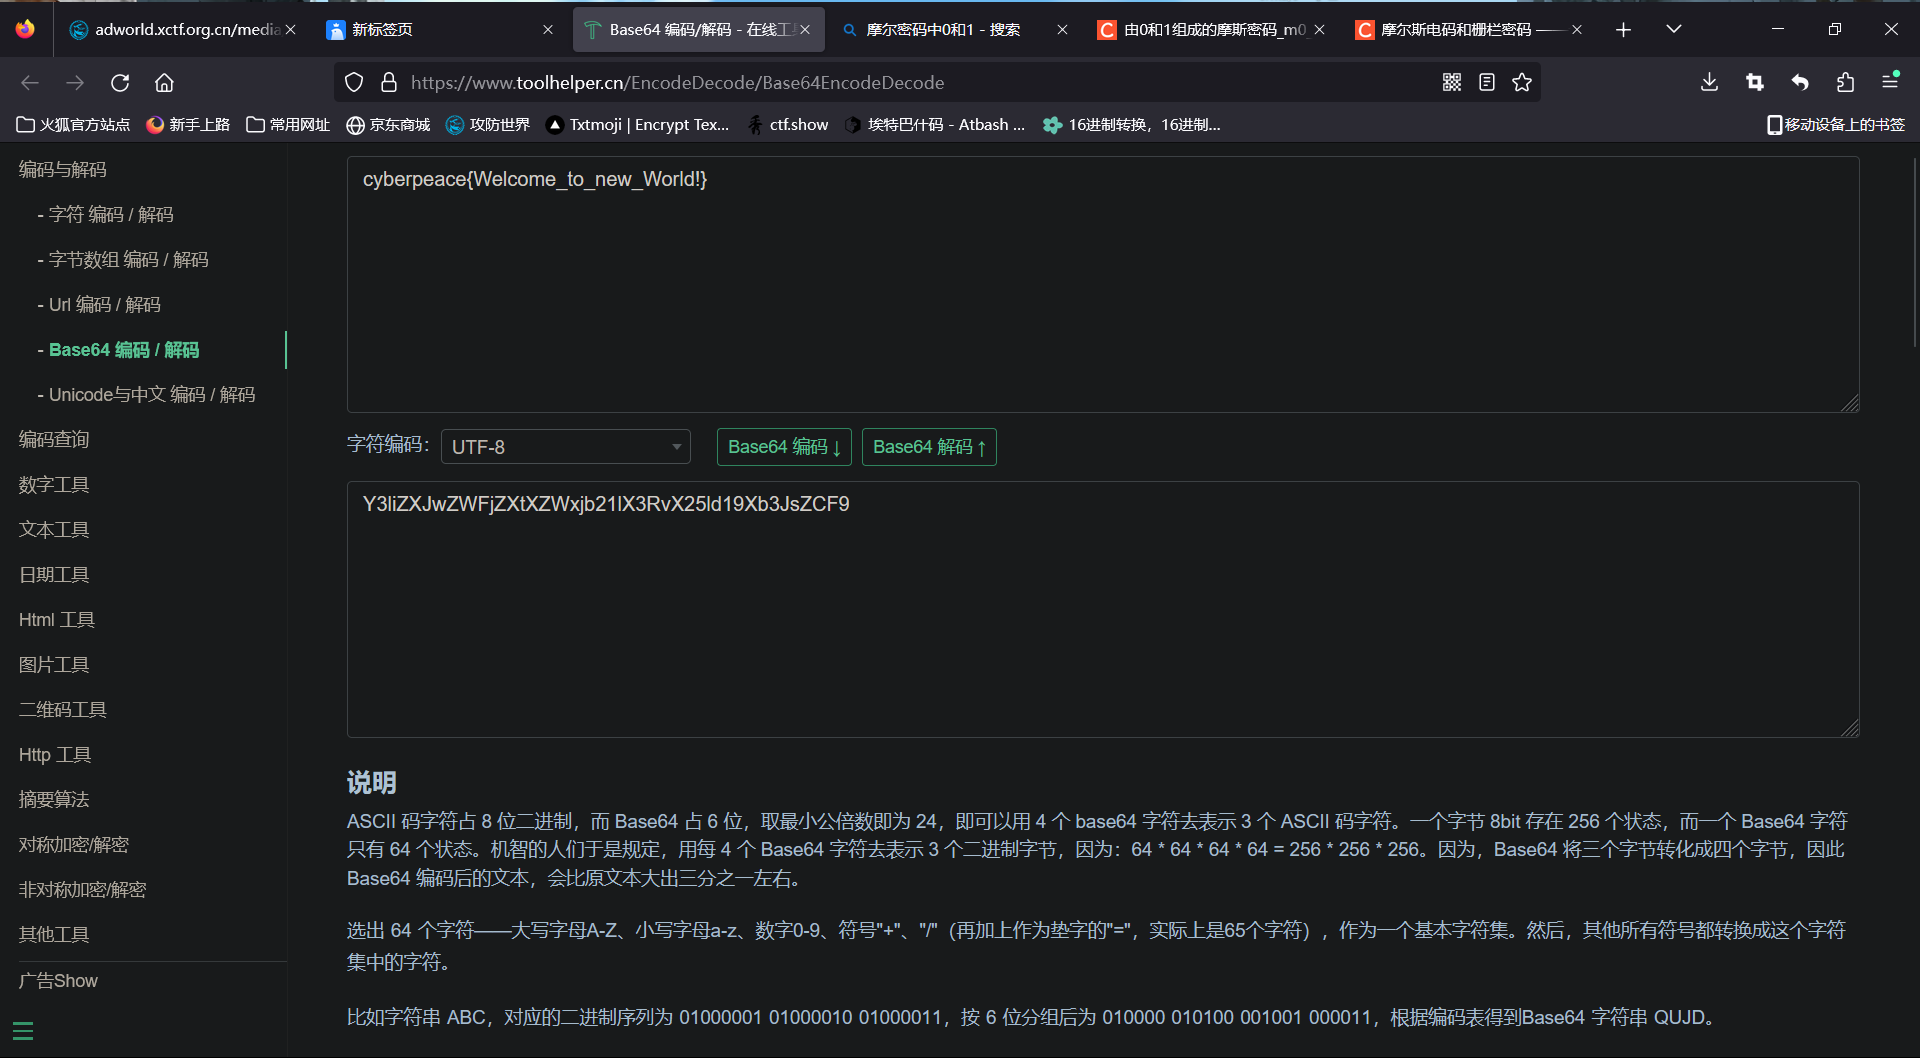 adworld.xctf.org.cn/media
新标签页
Base64 编码/解码 - 在线工具
摩尔密码中0和1 - 搜索
由0和1组成的摩斯密码_m0_
摩尔斯电码和栅栏密码 ——
https://www.toolhelper.cn/EncodeDecode/Base64EncodeDecode
火狐官方站点
新手上路
常用网址
京东商城
攻防世界
Txtmoji | Encrypt Tex...
ctf.show
埃特巴什码 - Atbash ...
16进制转换，16进制...
移动设备上的书签
编码与解码
- 字符 编码 / 解码
- 字节数组 编码 / 解码
- Url 编码 / 解码
- Base64 编码 / 解码
- Unicode与中文 编码 / 解码
编码查询
数字工具
文本工具
日期工具
Html 工具
图片工具
二维码工具
Http 工具
摘要算法
对称加密/解密
非对称加密/解密
其他工具
广告Show
cyberpeace{Welcome_to_new_World!}
字符编码：
UTF-8
Base64 编码↓
Base64 解码↑
Y3liZXJwZWFjZXtXZWxjb21lX3RvX25ld19Xb3JsZCF9
说明
ASCII 码字符占 8 位二进制，而 Base64 占 6 位，取最小公倍数即为 24，即可以用 4 个 base64 字符去表示 3 个 ASCII 码字符。一个字节 8bit 存在 256 个状态，而一个 Base64 字符
只有 64 个状态。机智的人们于是规定，用每 4 个 Base64 字符去表示 3 个二进制字节，因为：64 * 64 * 64 * 64 = 256 * 256 * 256。因为，Base64 将三个字节转化成四个字节，因此
Base64 编码后的文本，会比原文本大出三分之一左右。
选出 64 个字符——大写字母A-Z、小写字母a-z、数字0-9、符号"+"、"/"（再加上作为垫字的"="，实际上是65个字符），作为一个基本字符集。然后，其他所有符号都转换成这个字符
集中的字符。
比如字符串 ABC，对应的二进制序列为 01000001 01000010 01000011，按 6 位分组后为 010000 010100 001001 000011，根据编码表得到Base64 字符串 QUJD。